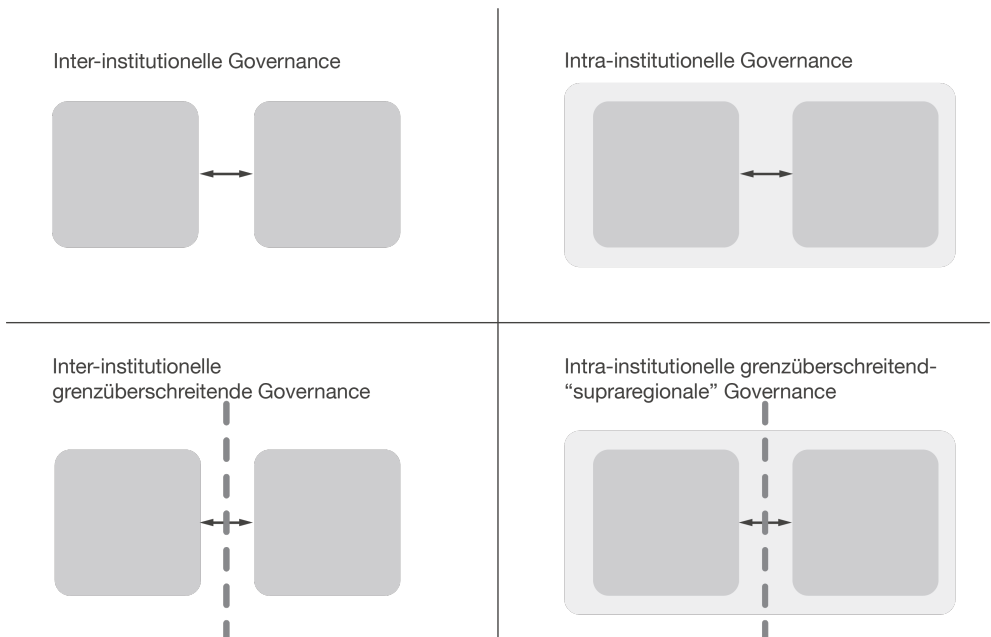 Inter-institutionelle Governance
Intra-institutionelle Governance
Inter-institutionelle
grenzüberschreitende Governance
Intra-institutionelle grenzüberschreitend-
“supraregionale” Governance